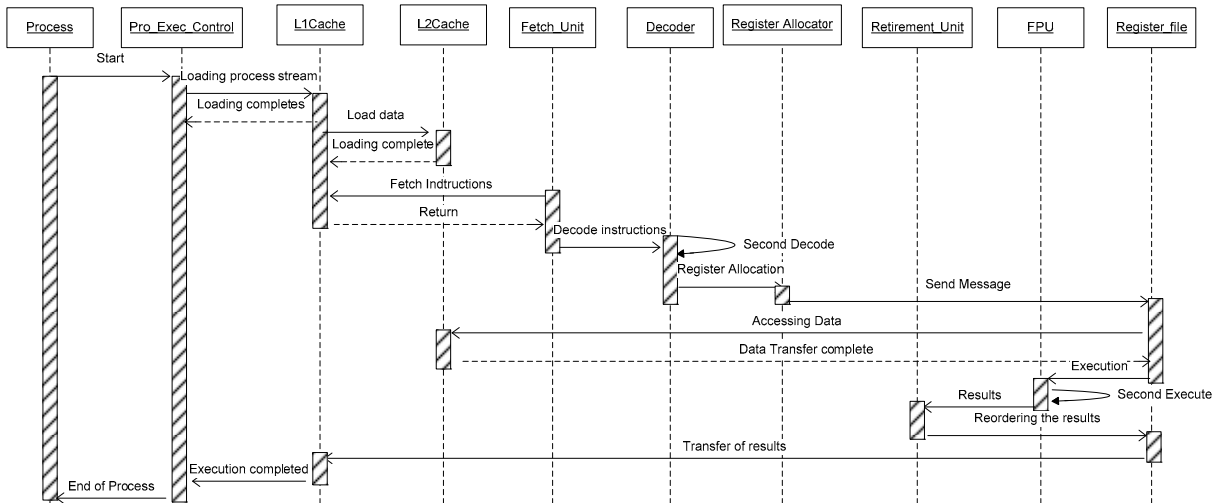 Process
Pro_Exec_Control
L1Cache
L2Cache
Fetch_Unit
Decoder
Register Allocator
Retirement_Unit
FPU
Register_file
Start
Loading process stream
Loading completes
Load data
Loading complete
Fetch Indtructions
Return
Decode instructions
Second Decode
Register Allocation
Send Message
Accessing Data
Data Transfer complete
Execution
Second Execute
Results
Reordering the results
Transfer of results
Execution completed
End of Process